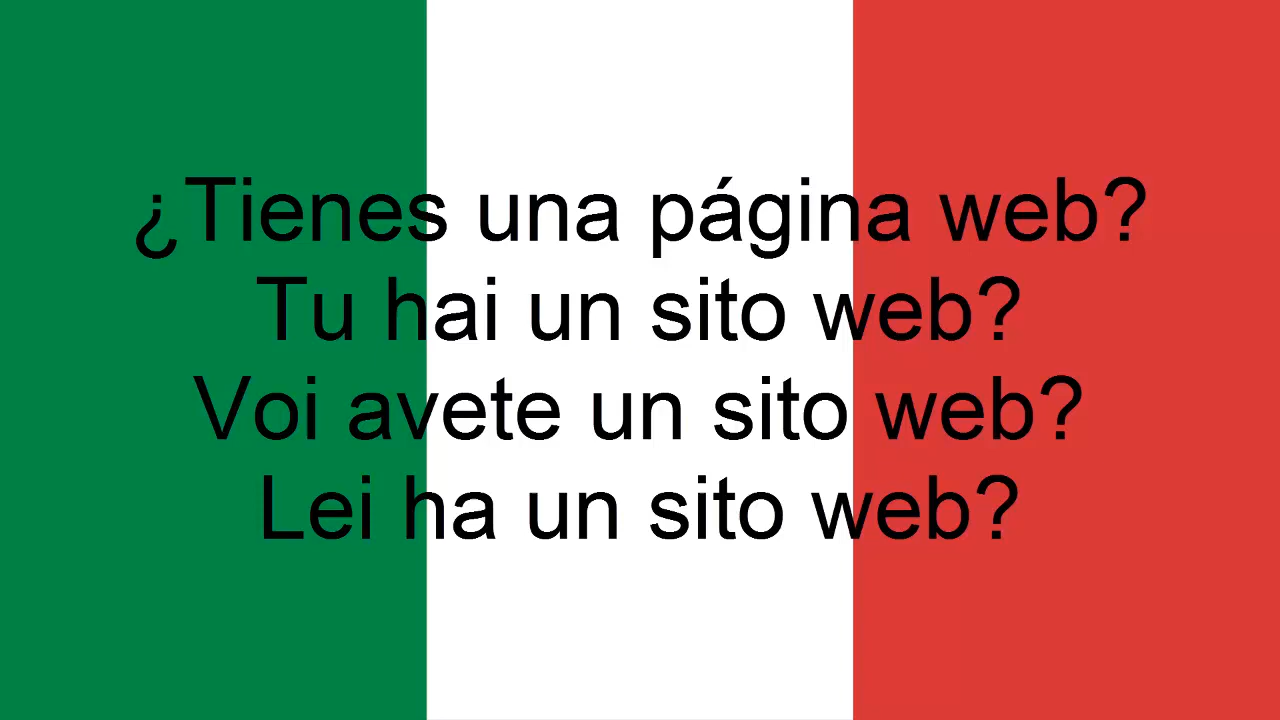 ¿Tienes una página web?
Tu hai un sito web?
Voi avete un sito web?
Lei ha un sito web?